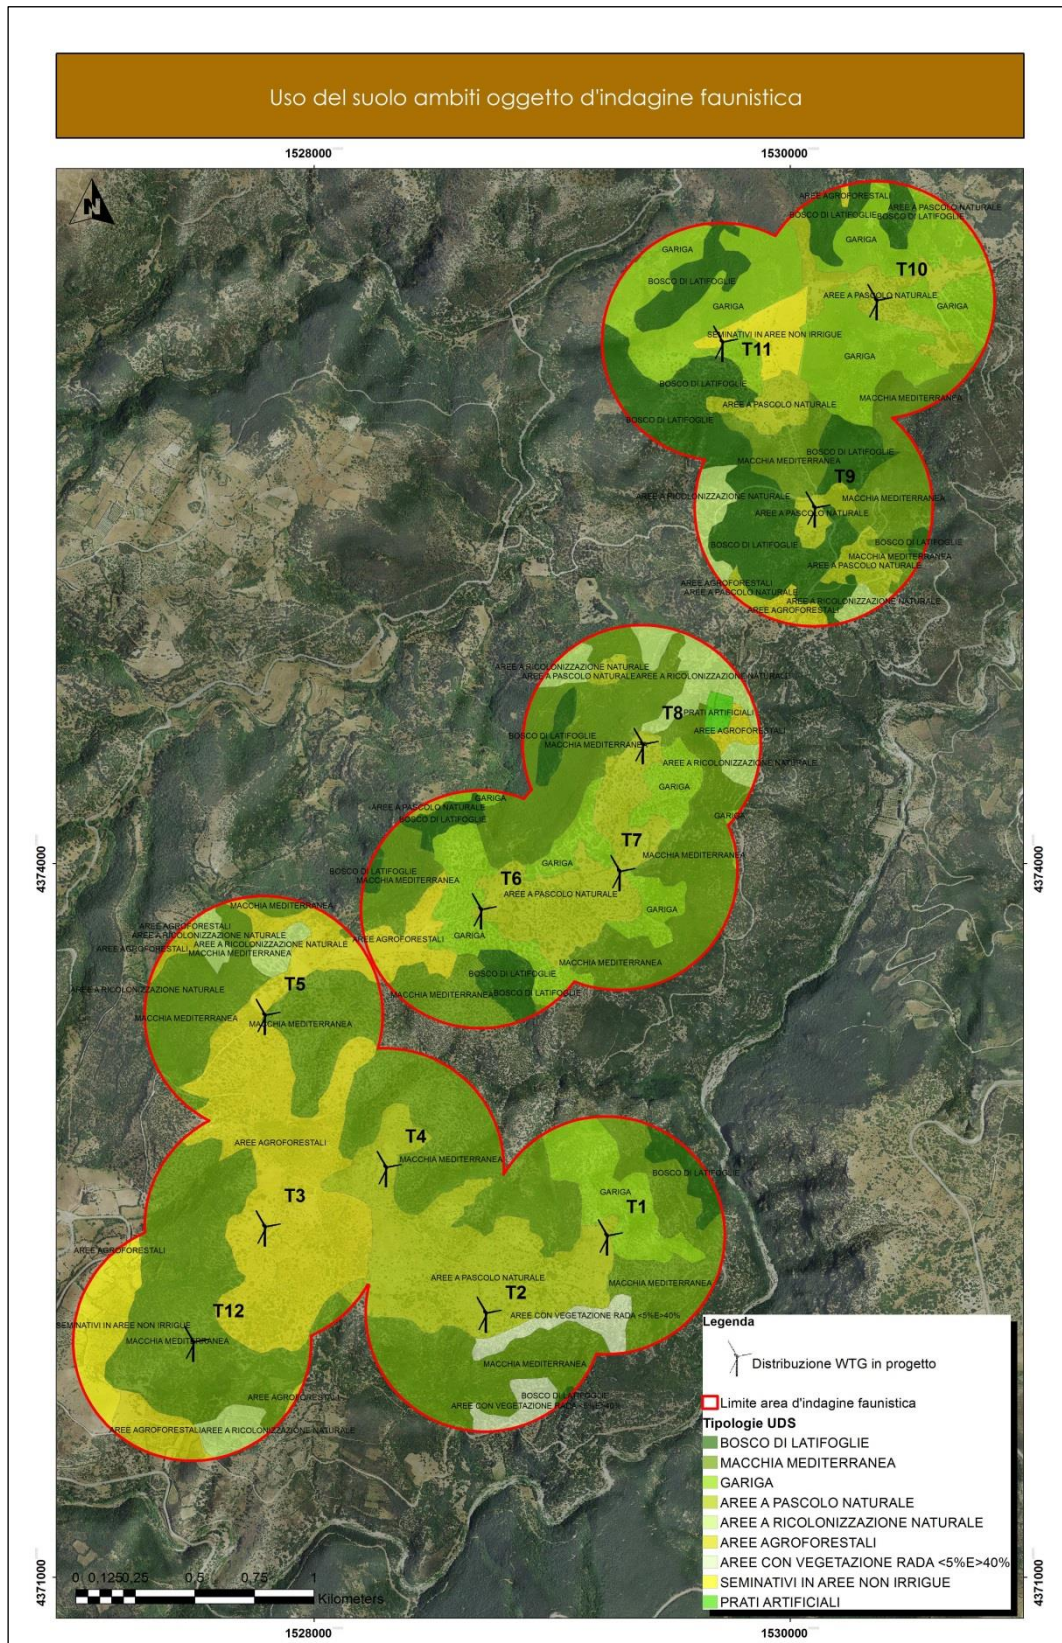 Uso del suolo ambiti oggetto d'indagine faunistica
1528000
1530000
N
AREE AGROFORESTALI
AREE A PASCOLO NATURALE
BOSCO DI LATIFOGLIE
BOSCO DI LATIFOGLIE
GARIGA
GARIGA
T10
BOSCO DI LATIFOGLIE
AREE A PASCOLO NATURALE
GARIGA
GARIGA
SEMINATIVI IN AREE NON IRRIGUE
T11
GARIGA
BOSCO DI LATIFOGLIE
MACCHIA MEDITERRANEA
AREE A PASCOLO NATURALE
BOSCO DI LATIFOGLIE
BOSCO DI LATIFOGLIE
MACCHIA MEDITERRANEA
T9
AREE A RICOLONIZZAZIONE NATURALE
MACCHIA MEDITERRANEA
AREE A PASCOLO NATURALE
BOSCO DI LATIFOGLIE
BOSCO DI LATIFOGLIE
MACCHIA MEDITERRANEA
AREE A PASCOLO NATURALE
AREE AGROFORESTALI
AREE A PASCOLO NATURALE
AREE A RICOLONIZZAZIONE NATURALE
AREE AGROFORESTALI
AREE A RICOLONIZZAZIONE NATURALE
AREE A PASCOLO NATURALE
AREE A RICOLONIZZAZIONE NATURALE
T8
PRATI ARTIFICIALI
AREE AGROFORESTALI
BOSCO DI LATIFOGLIE
MACCHIA MEDITERRANEA
AREE A RICOLONIZZAZIONE NATURALE
GARIGA
GARIGA
AREE A PASCOLO NATURALE
GARIGA
BOSCO DI LATIFOGLIE
T7
MACCHIA MEDITERRANEA
GARIGA
BOSCO DI LATIFOGLIE
MACCHIA MEDITERRANEA
T6
AREE A PASCOLO NATURALE
4374000
4374000
GARIGA
GARIGA
AREE AGROFORESTALI
MACCHIA MEDITERRANEA
BOSCO DI LATIFOGLIE
MACCHIA MEDITERRANEA
BOSCO DI LATIFOGLIE
MACCHIA MEDITERRANEA
AREE AGROFORESTALI
AREE A RICOLONIZZAZIONE NATURALE
AREE A RICOLONIZZAZIONE NATURALE
AREE AGROFORESTALI
MACCHIA MEDITERRANEA
T5
AREE A RICOLONIZZAZIONE NATURALE
MACCHIA MEDITERRANEA
MACCHIA MEDITERRANEA
AREE AGROFORESTALI
T4
MACCHIA MEDITERRANEA
BOSCO DI LATIFOGLIE
T3
GARIGA
T1
AREE AGROFORESTALI
AREE A PASCOLO NATURALE
MACCHIA MEDITERRANEA
T2
T12
AREE CON VEGETAZIONE RADA <5%E>40%
SEMINATIVI IN AREE NON IRRIGUE
MACCHIA MEDITERRANEA
MACCHIA MEDITERRANEA
AREE AGROFORESTALI
BOSCO DI LATIFOGLIE
AREE CON VEGETAZIONE RADA <5%E>40%
AREE AGROFORESTALI
AREE A RICOLONIZZAZIONE NATURALE
Legenda
Distribuzione WTG in progetto
Limite area d'indagine faunistica
Tipologie UDS
BOSCO DI LATIFOGLIE
MACCHIA MEDITERRANEA
GARIGA
AREE A PASCOLO NATURALE
AREE A RICOLONIZZAZIONE NATURALE
AREE AGROFORESTALI
AREE CON VEGETAZIONE RADA <5%E>40%
SEMINATIVI IN AREE NON IRRIGUE
PRATI ARTIFICIALI
4371000
4371000
0 0,125 0,25 0,5 0,75 1
Kilometers
1528000
1530000